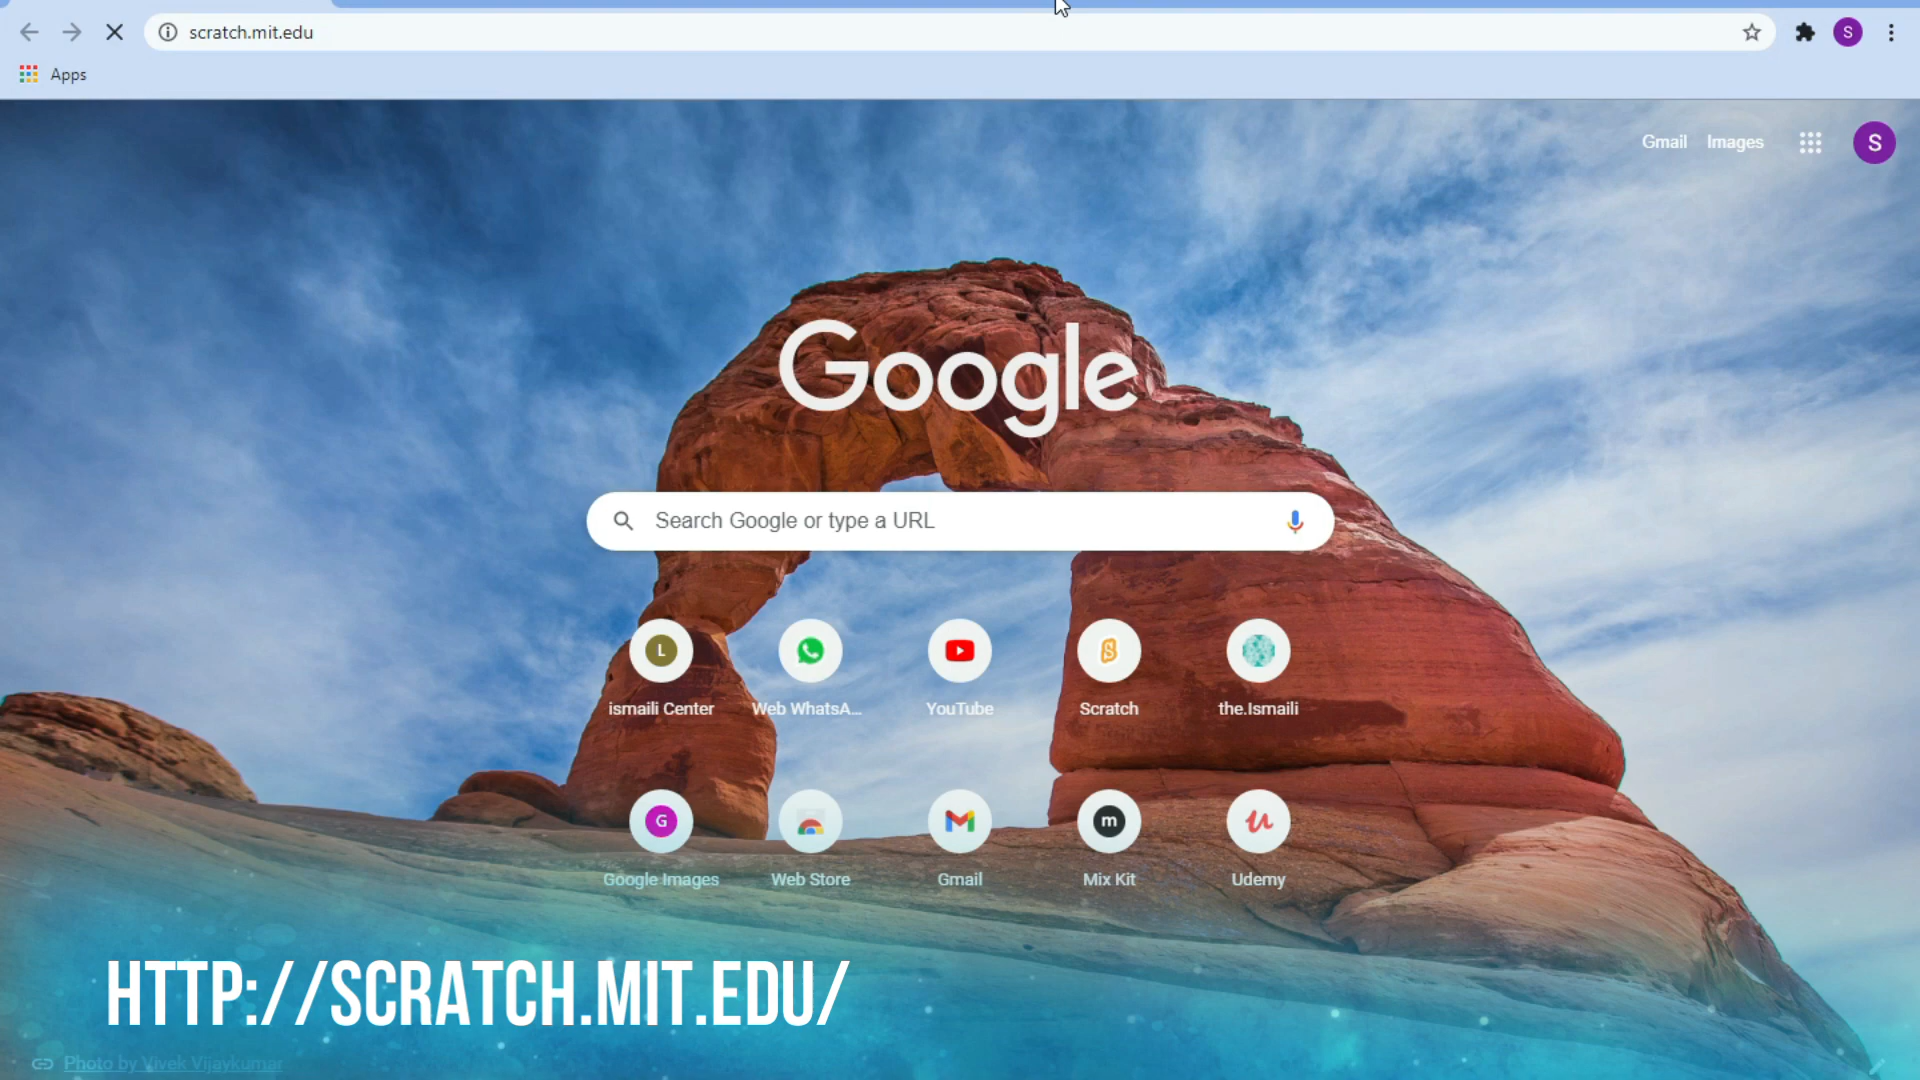 scratch.mit.edu
S
Apps
Gmail Images
S
Google
Search Google or type a URL
L
ismaili Center Web WhatsA... YouTube Scratch the.Ismaili
G m
Google Images Web Store Gmail Mix Kit Udemy
HTTP://SCRATCH.MIT.EDU/
Photo by Vivek Vijaykumar